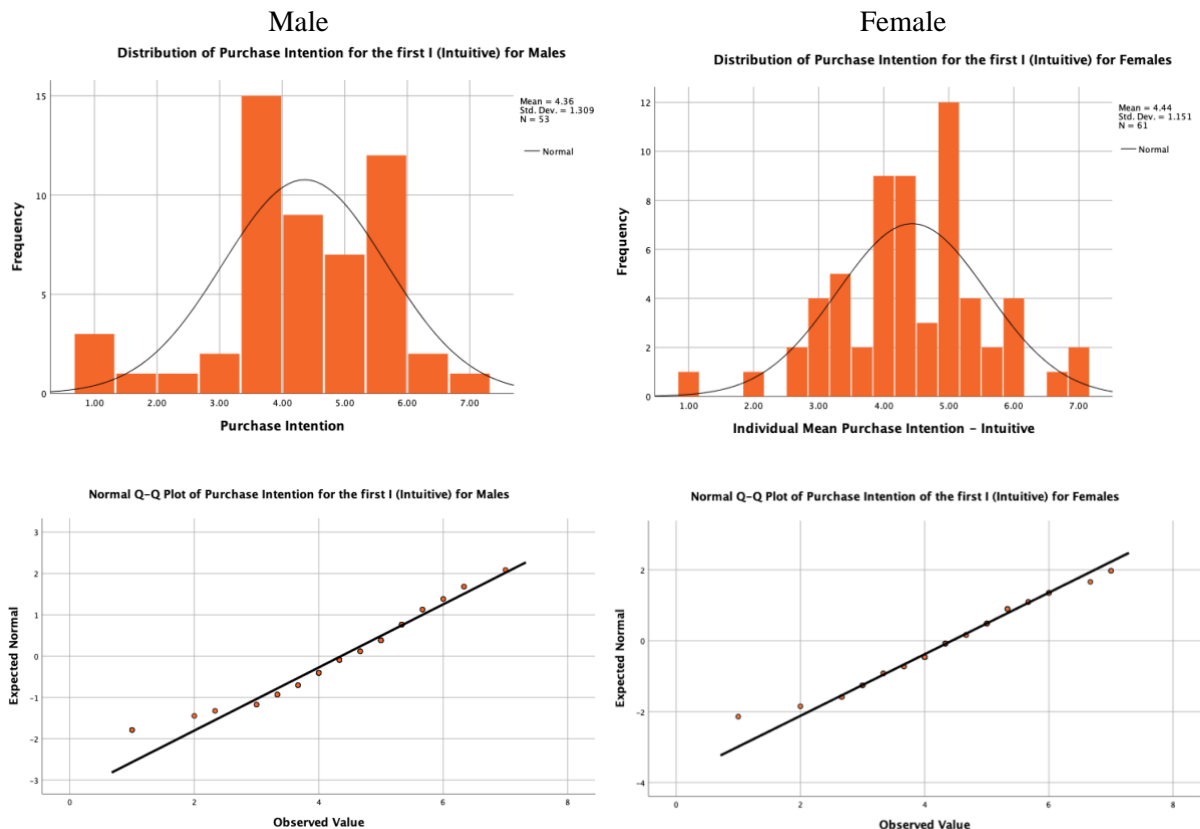 Male
Female
Distribution of Purchase Intention for the first I (Intuitive) for Males
Mean = 4.36
Std. Dev. = 1.309
N = 53
Normal
Frequency
15
10
5
0
1.00 2.00 3.00 4.00 5.00 6.00 7.00
Purchase Intention
Distribution of Purchase Intention for the first I (Intuitive) for Females
Mean = 4.44
Std. Dev. = 1.151
N = 61
Normal
Frequency
12
10
8
6
4
2
0
1.00 2.00 3.00 4.00 5.00 6.00 7.00
Individual Mean Purchase Intention – Intuitive
Normal Q–Q Plot of Purchase Intention for the first I (Intuitive) for Males
Expected Normal
3
2
1
0
–1
–2
–3
0 2 4 6 8
Observed Value
Normal Q–Q Plot of Purchase Intention of the first I (Intuitive) for Females
Expected Normal
2
0
–2
–4
0 2 4 6 8
Observed Value